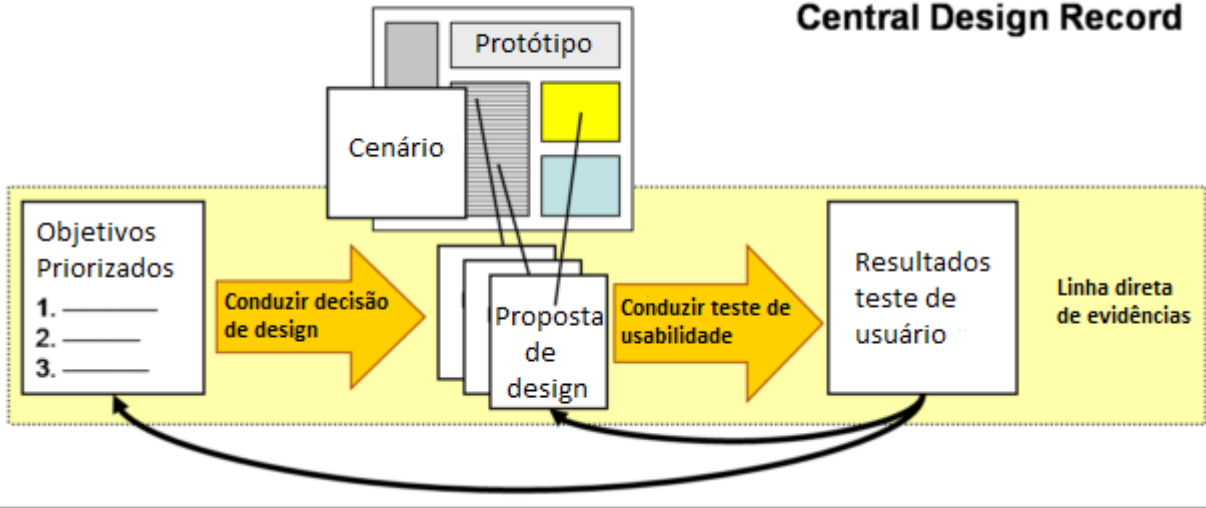 Central Design Record
Protótipo
Cenário
Objetivos
Priorizados
1.
2.
3.
Conduzir decisão
de design
Proposta
de
design
Conduzir teste de
usabilidade
Resultados
teste de
usuário
Linha direta
de evidências